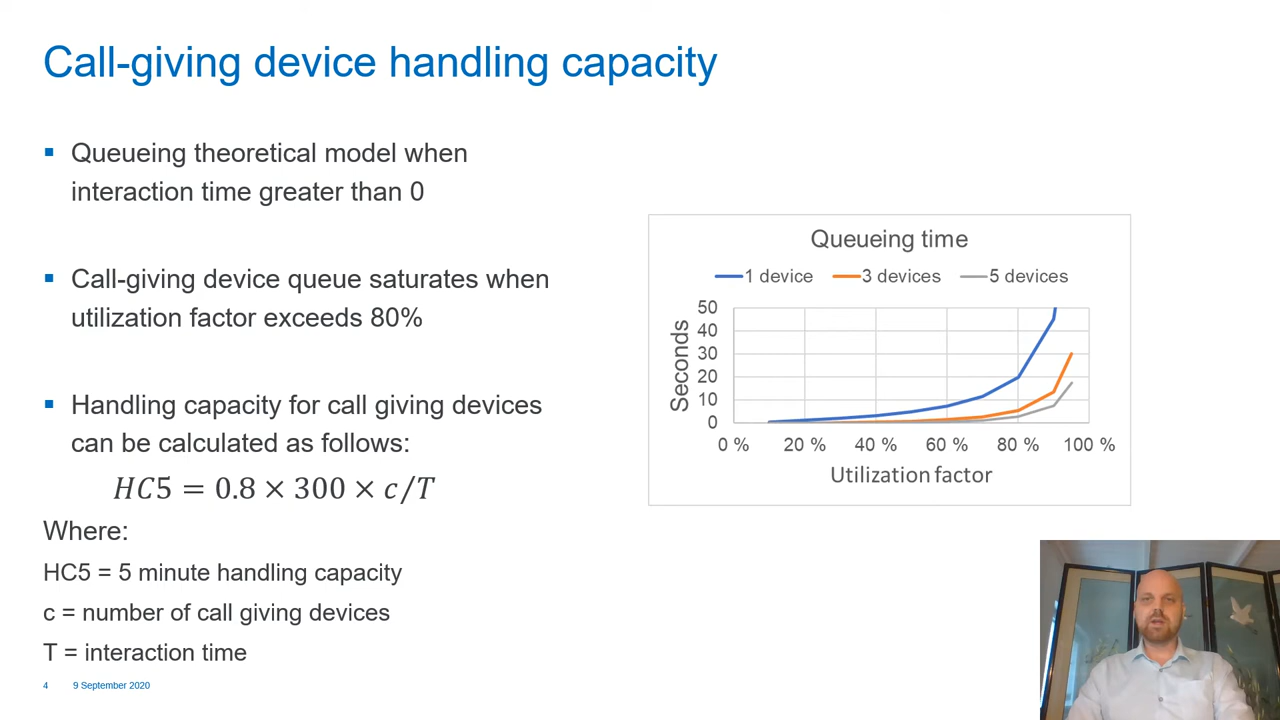 Call-giving device handling capacity
Queueing theoretical model when
interaction time greater than 0
Call-giving device queue saturates when
utilization factor exceeds 80%
Handling capacity for call giving devices
can be calculated as follows:
HC5 = 0.8 × 300 × c/T
Where:
HC5 = 5 minute handling capacity
c = number of call giving devices
T = interaction time
4 9 September 2020
Queueing time
1 device 3 devices 5 devices
Seconds
50
40
30
20
10
0
0 % 20 % 40 % 60 % 80 % 100 %
Utilization factor